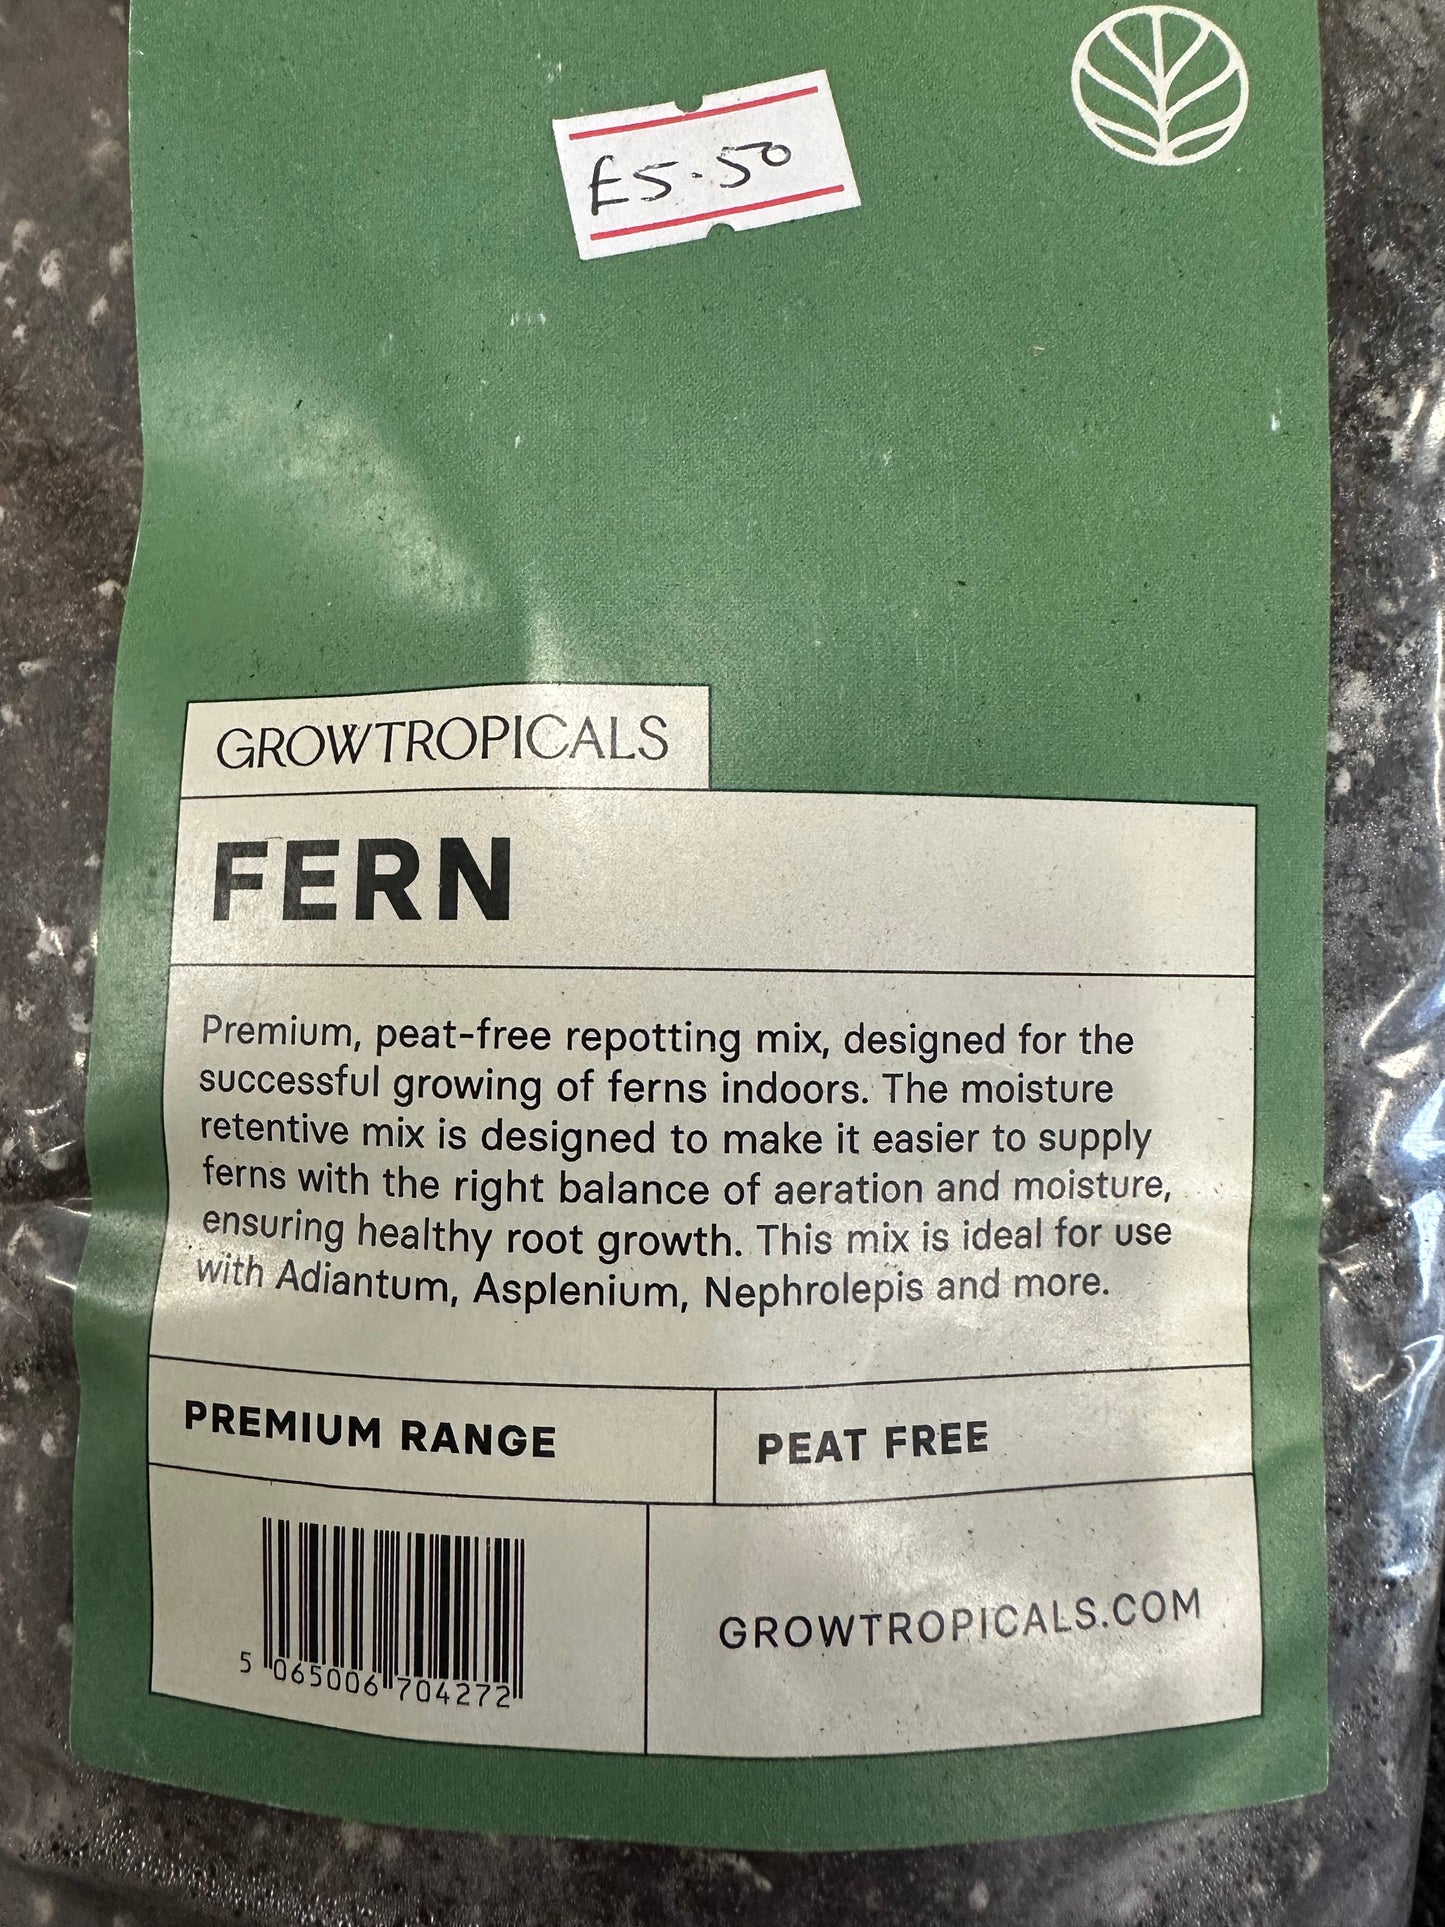 £5.50
GROWTROPICALS
FERN
Premium, peat-free repotting mix, designed for the
successful growing of ferns indoors. The moisture
retentive mix is designed to make it easier to supply
ferns with the right balance of aeration and moisture,
ensuring healthy root growth. This mix is ideal for use
with Adiantum, Asplenium, Nephrolepis and more.
PREMIUM RANGE
PEAT FREE
5 065006 704272
GROWTROPICALS.COM